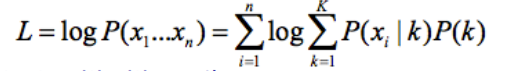 L = log P(x₁...xₙ) = ∑ᵢ₌₁ⁿ log ∑ₖ₌₁ᴷ P(xᵢ | k)P(k)